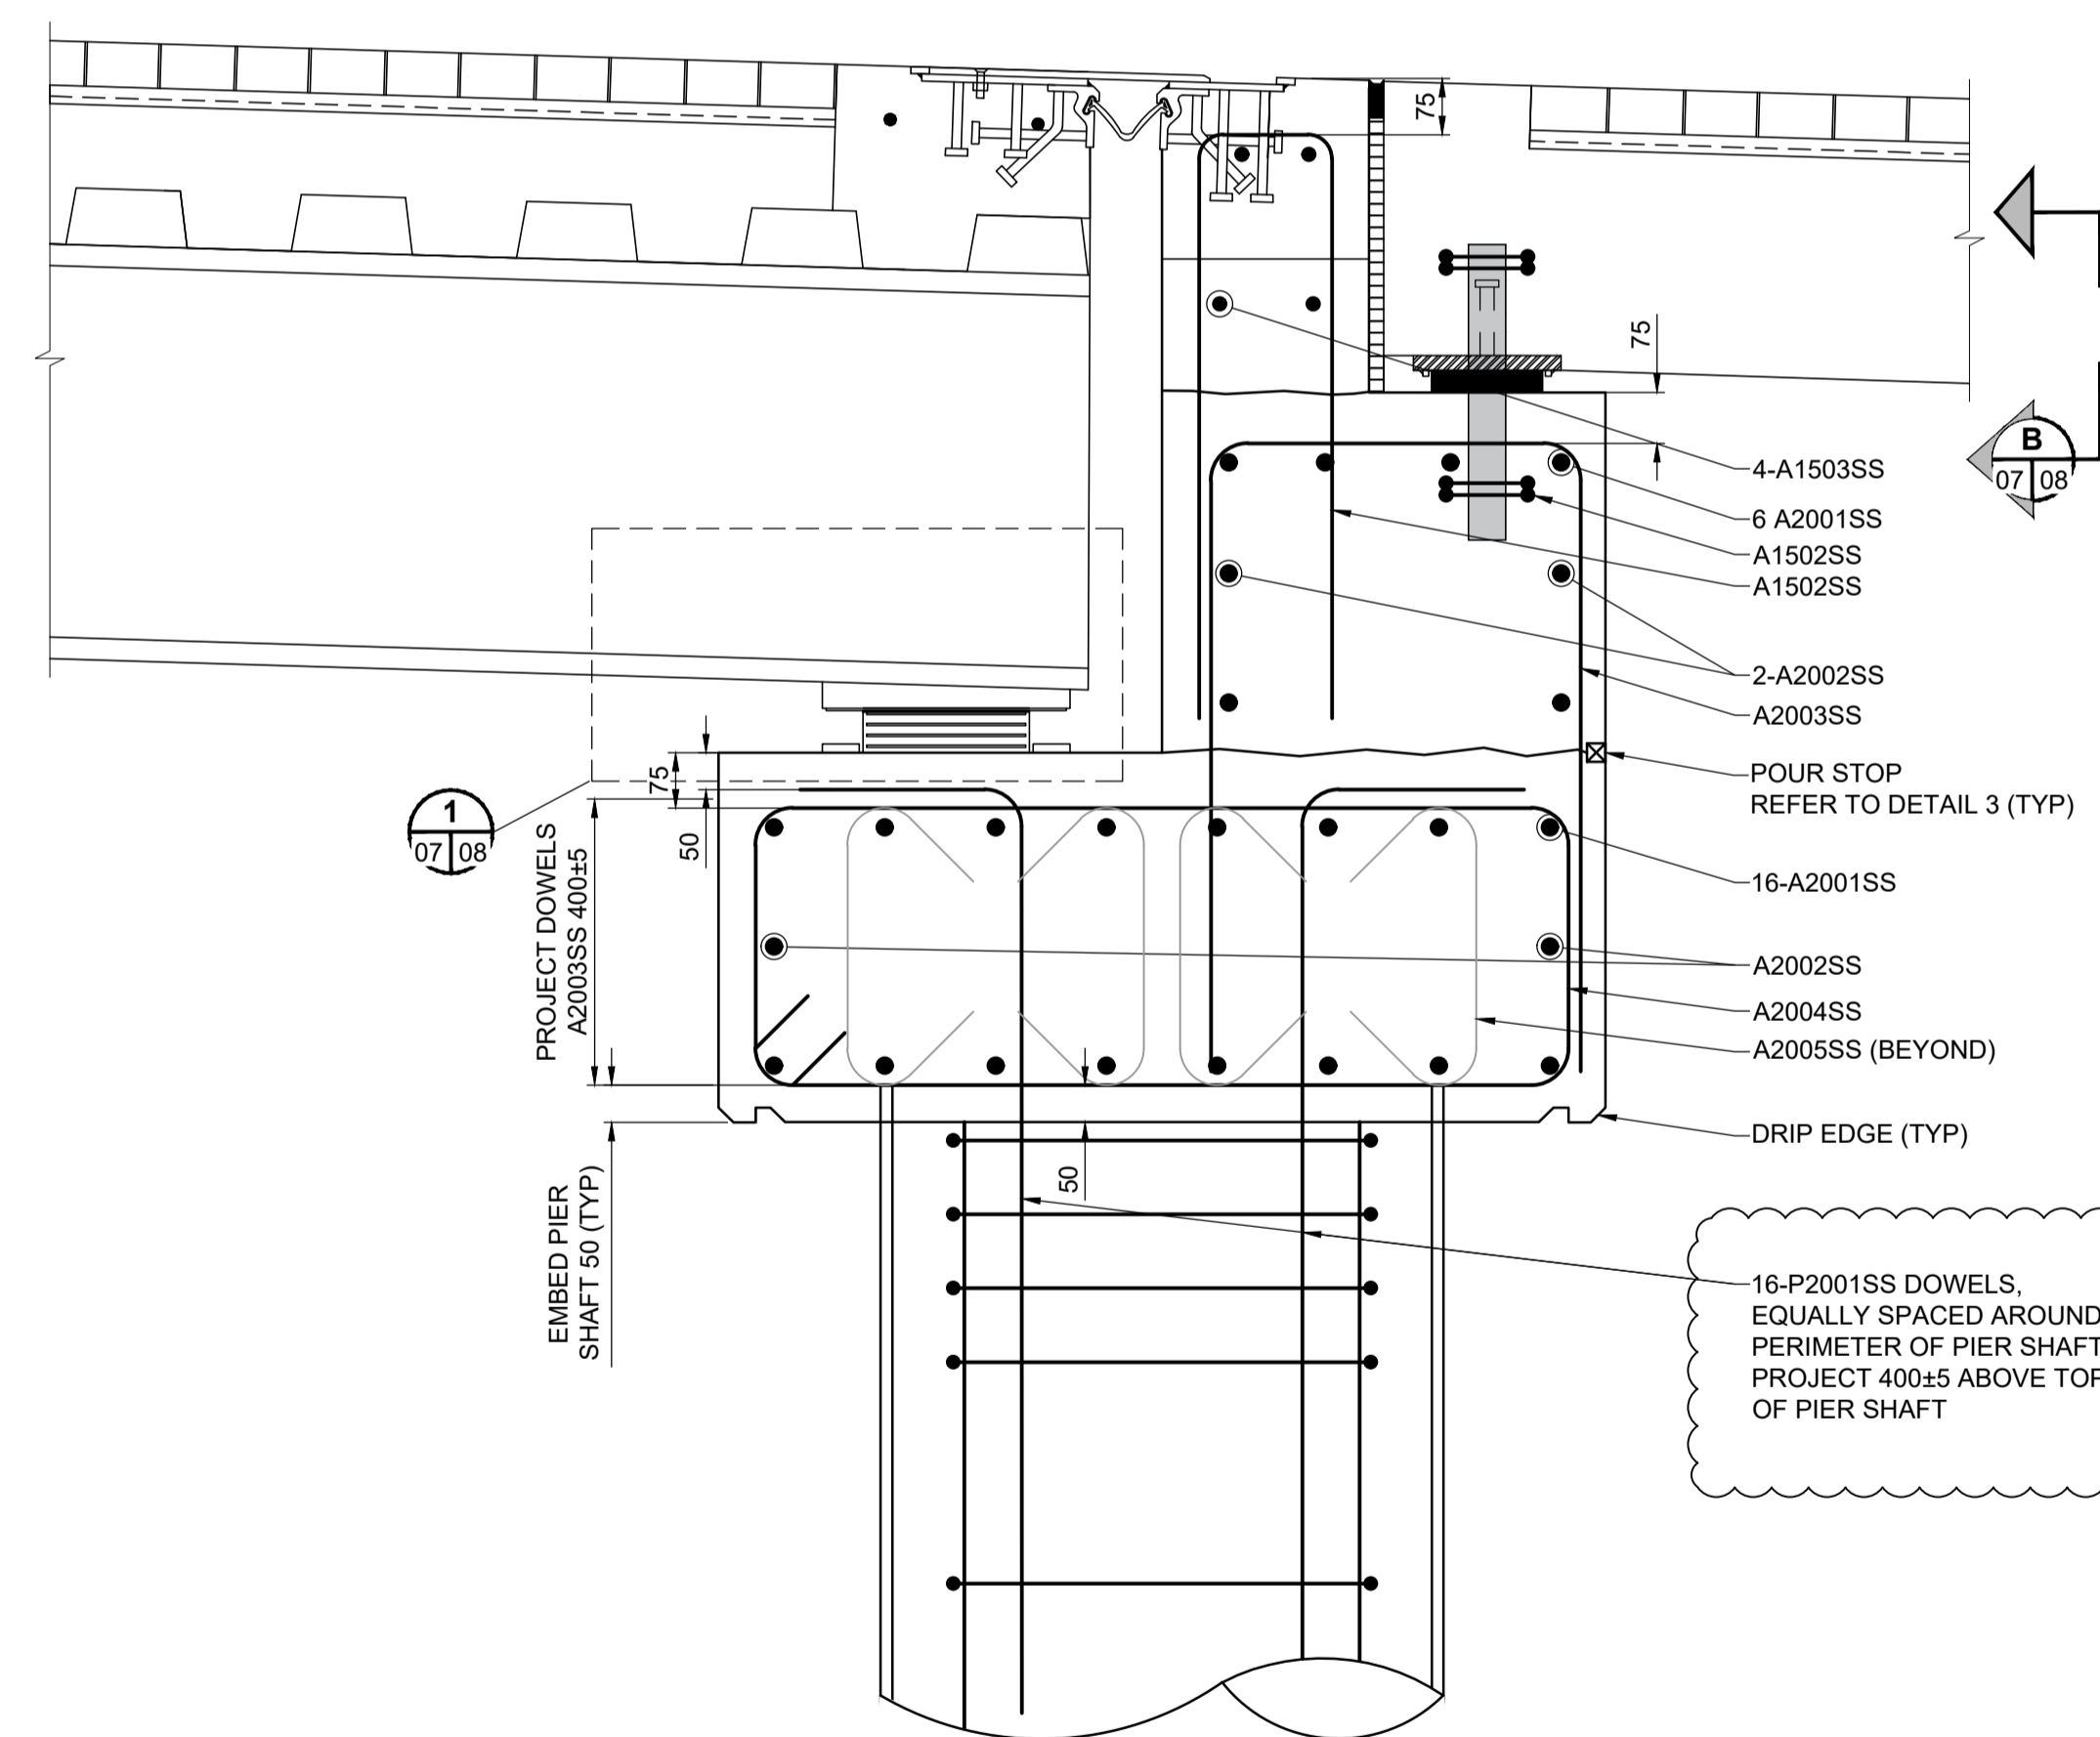 75
75
B
07 08
4-A1503SS
6 A2001SS
A1502SS
A1502SS
2-A2002SS
A2003SS
POUR STOP
REFER TO DETAIL 3 (TYP)
75
50
1
07 08
PROJECT DOWELS
A2003SS 400±5
16-A2001SS
A2002SS
A2004SS
A2005SS (BEYOND)
DRIP EDGE (TYP)
50
EMBED PIER
SHAFT 50 (TYP)
16-P2001SS DOWELS,
EQUALLY SPACED AROUND
PERIMETER OF PIER SHAFT
PROJECT 400±5 ABOVE TOP
OF PIER SHAFT